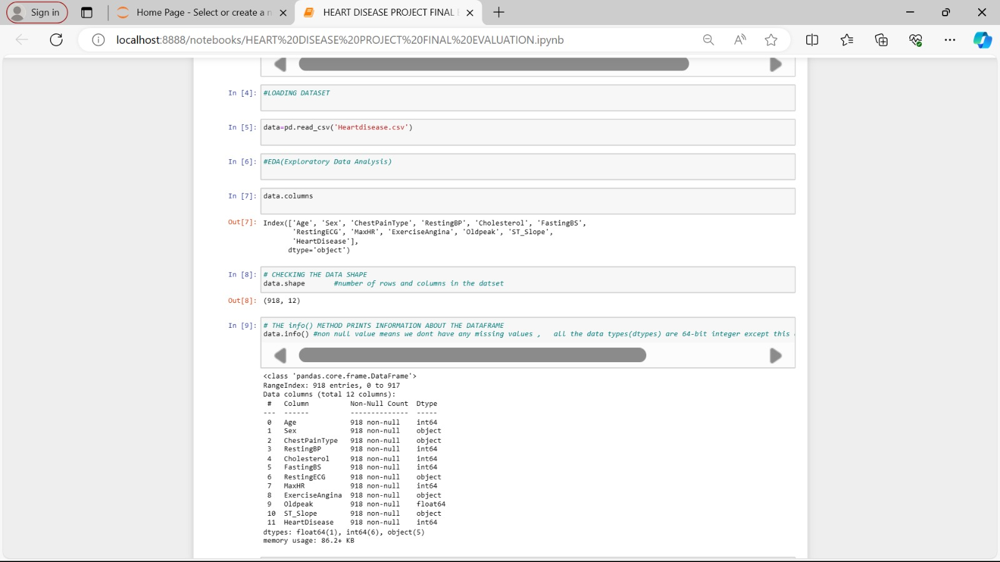 Sign in
Home Page - Select or create a n
HEART DISEASE PROJECT FINAL
localhost:8888/notebooks/HEART%20DISEASE%20PROJECT%20FINAL%20EVALUATION.ipynb
In [4]: #LOADING DATASET
In [5]: data=pd.read_csv('Heartdisease.csv')
In [6]: #EDA(Exploratory Data Analysis)
In [7]: data.columns
Out[7]: Index(['Age', 'Sex', 'ChestPainType', 'RestingBP', 'Cholesterol', 'FastingBS',
'RestingECG', 'MaxHR', 'ExerciseAngina', 'Oldpeak', 'ST_Slope',
'HeartDisease'],
dtype='object')
In [8]: # CHECKING THE DATA SHAPE
data.shape #number of rows and columns in the datset
Out[8]: (918, 12)
In [9]: # THE info() METHOD PRINTS INFORMATION ABOUT THE DATAFRAME
data.info() #non null value means we dont have any missing values , all the data types(dtypes) are 64-bit integer except this
<class 'pandas.core.frame.DataFrame'>
RangeIndex: 918 entries, 0 to 917
Data columns (total 12 columns):
# Column Non-Null Count Dtype
--- ------ -------------- -----
0 Age 918 non-null int64
1 Sex 918 non-null object
2 ChestPainType 918 non-null object
3 RestingBP 918 non-null int64
4 Cholesterol 918 non-null int64
5 FastingBS 918 non-null int64
6 RestingECG 918 non-null object
7 MaxHR 918 non-null int64
8 ExerciseAngina 918 non-null object
9 Oldpeak 918 non-null float64
10 ST_Slope 918 non-null object
11 HeartDisease 918 non-null int64
dtypes: float64(1), int64(6), object(5)
memory usage: 86.2+ KB